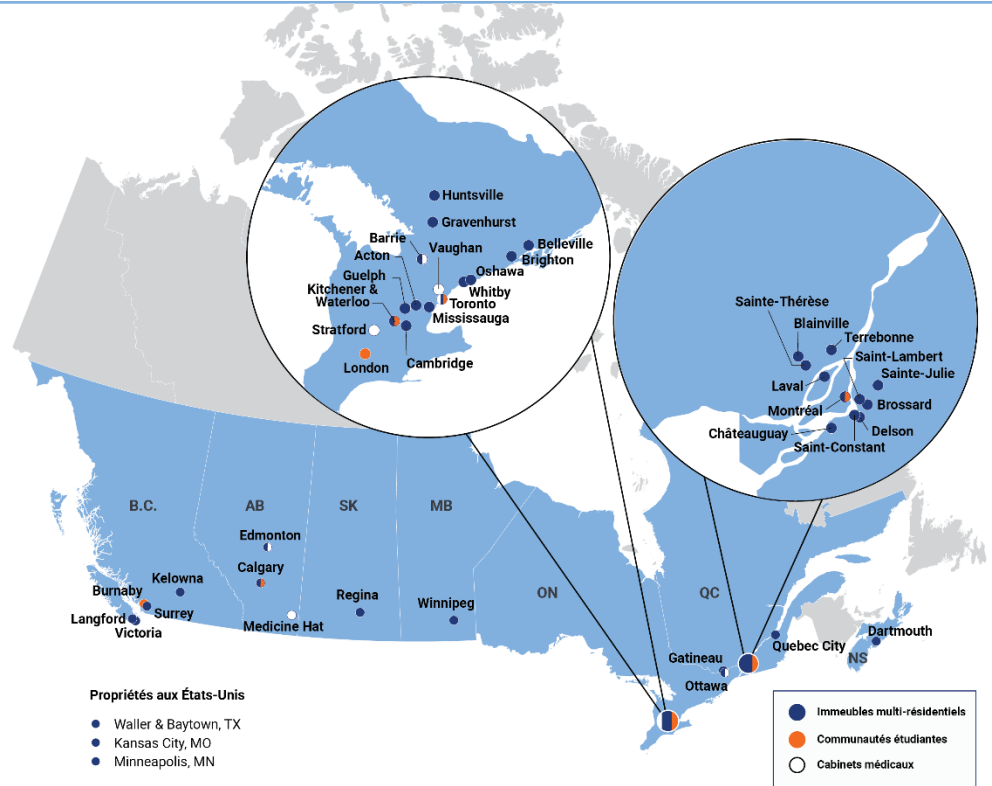 Huntsville
Gravenhurst
Barrie
Vaughan
Belleville
Brighton
Acton
Oshawa
Guelph
Whitby
Kitchener &
Waterloo
Toronto
Mississauga
Stratford
Cambridge
London
Sainte-Thérèse
Blainville
Terrebonne
Saint-Lambert
Sainte-Julie
Laval
Montréal
Brossard
Châteauguay
Delson
Saint-Constant
B.C.
AB
SK
MB
ON
QC
NS
Edmonton
Calgary
Kelowna
Burnaby
Surrey
Langford
Victoria
Medicine Hat
Regina
Winnipeg
Gatineau
Ottawa
Quebec City
Dartmouth
Propriétés aux États-Unis
Waller & Baytown, TX
Kansas City, MO
Minneapolis, MN
Immeubles multi-résidentiels
Communautés étudiantes
Cabinets médicaux